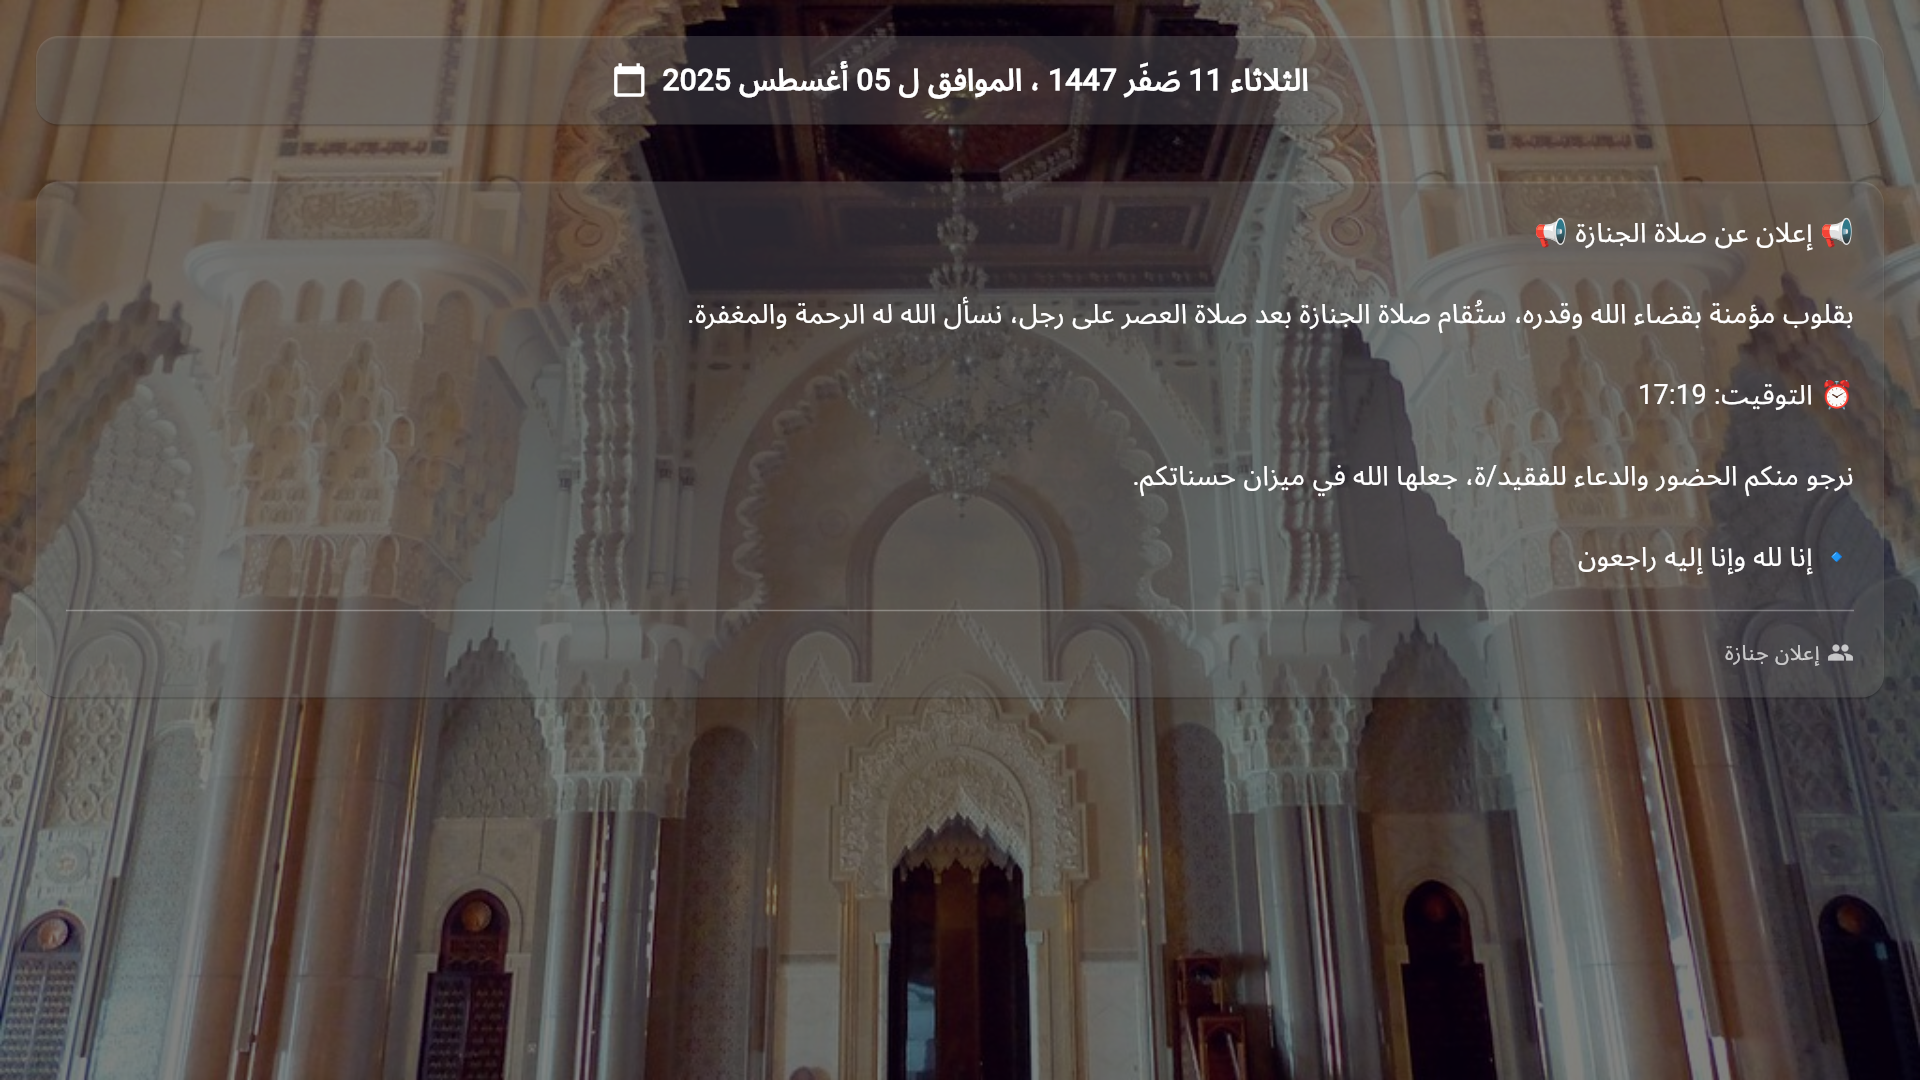 الثلاثاء 11 صَفَر 1447 ، الموافق ل 05 أغسطس 2025
📢 إعلان عن صلاة الجنازة 📢
بقلوب مؤمنة بقضاء الله وقدره، ستُقام صلاة الجنازة بعد صلاة العصر على رجل، نسأل الله له الرحمة والمغفرة.
⏰ التوقيت: 17:19
نرجو منكم الحضور والدعاء للفقيد/ة، جعلها الله في ميزان حسناتكم.
🔹 إنا لله وإنا إليه راجعون
إعلان جنازة